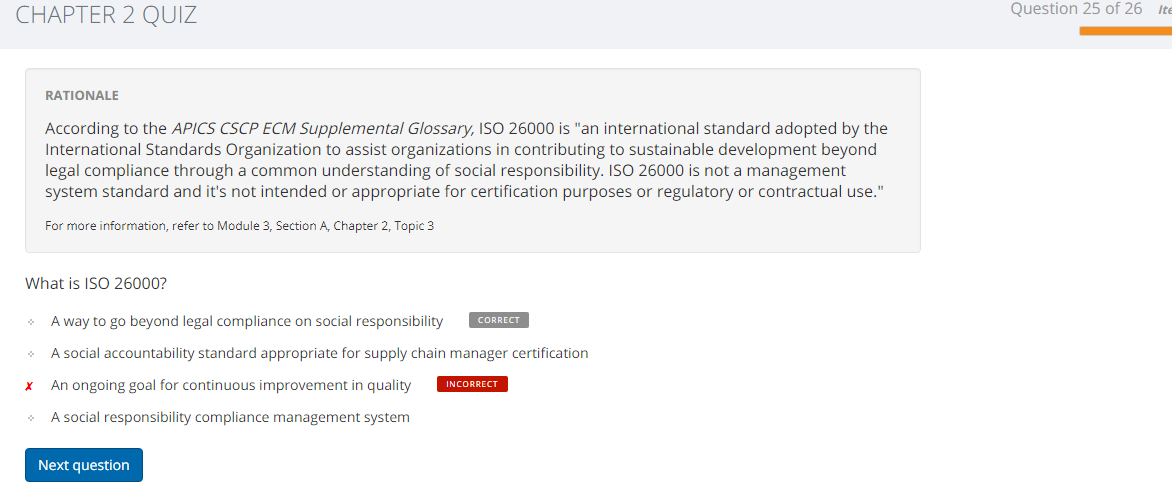 CHAPTER 2 QUIZ
Question 25 of 26
RATIONALE
According to the APICS CSCP ECM Supplemental Glossary, ISO 26000 is "an international standard adopted by the
International Standards Organization to assist organizations in contributing to sustainable development beyond
legal compliance through a common understanding of social responsibility. ISO 26000 is not a management
system standard and it's not intended or appropriate for certification purposes or regulatory or contractual use."
For more information, refer to Module 3, Section A, Chapter 2, Topic 3
What is ISO 26000?
A way to go beyond legal compliance on social responsibility CORRECT
A social accountability standard appropriate for supply chain manager certification
An ongoing goal for continuous improvement in quality INCORRECT
A social responsibility compliance management system
Next question